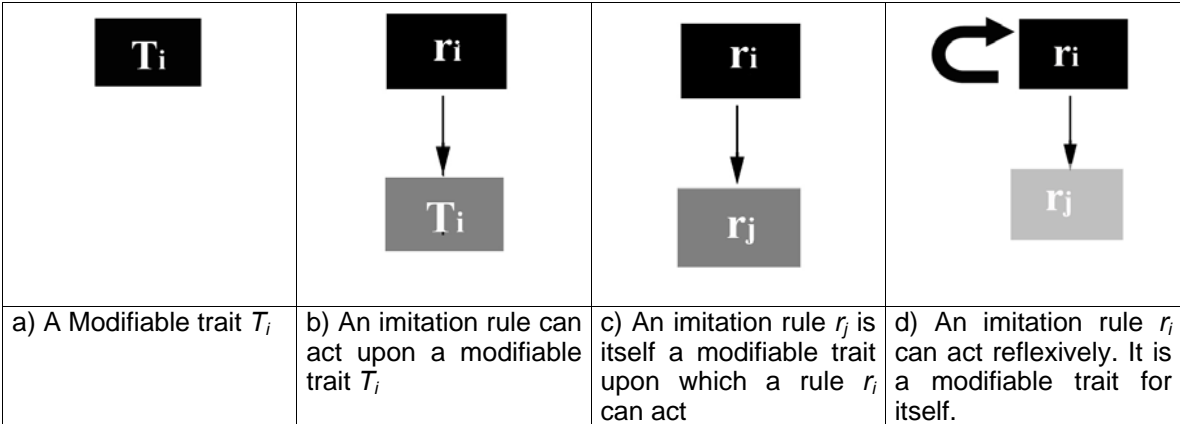 Ti
ri
Ti
ri
rj
ri
rj
a) A Modifiable trait Ti
b) An imitation rule can
act upon a modifiable
trait Ti
c) An imitation rule rj is
itself a modifiable trait
upon which a rule ri
can act
d) An imitation rule ri
can act reflexively. It is
a modifiable trait for
itself.